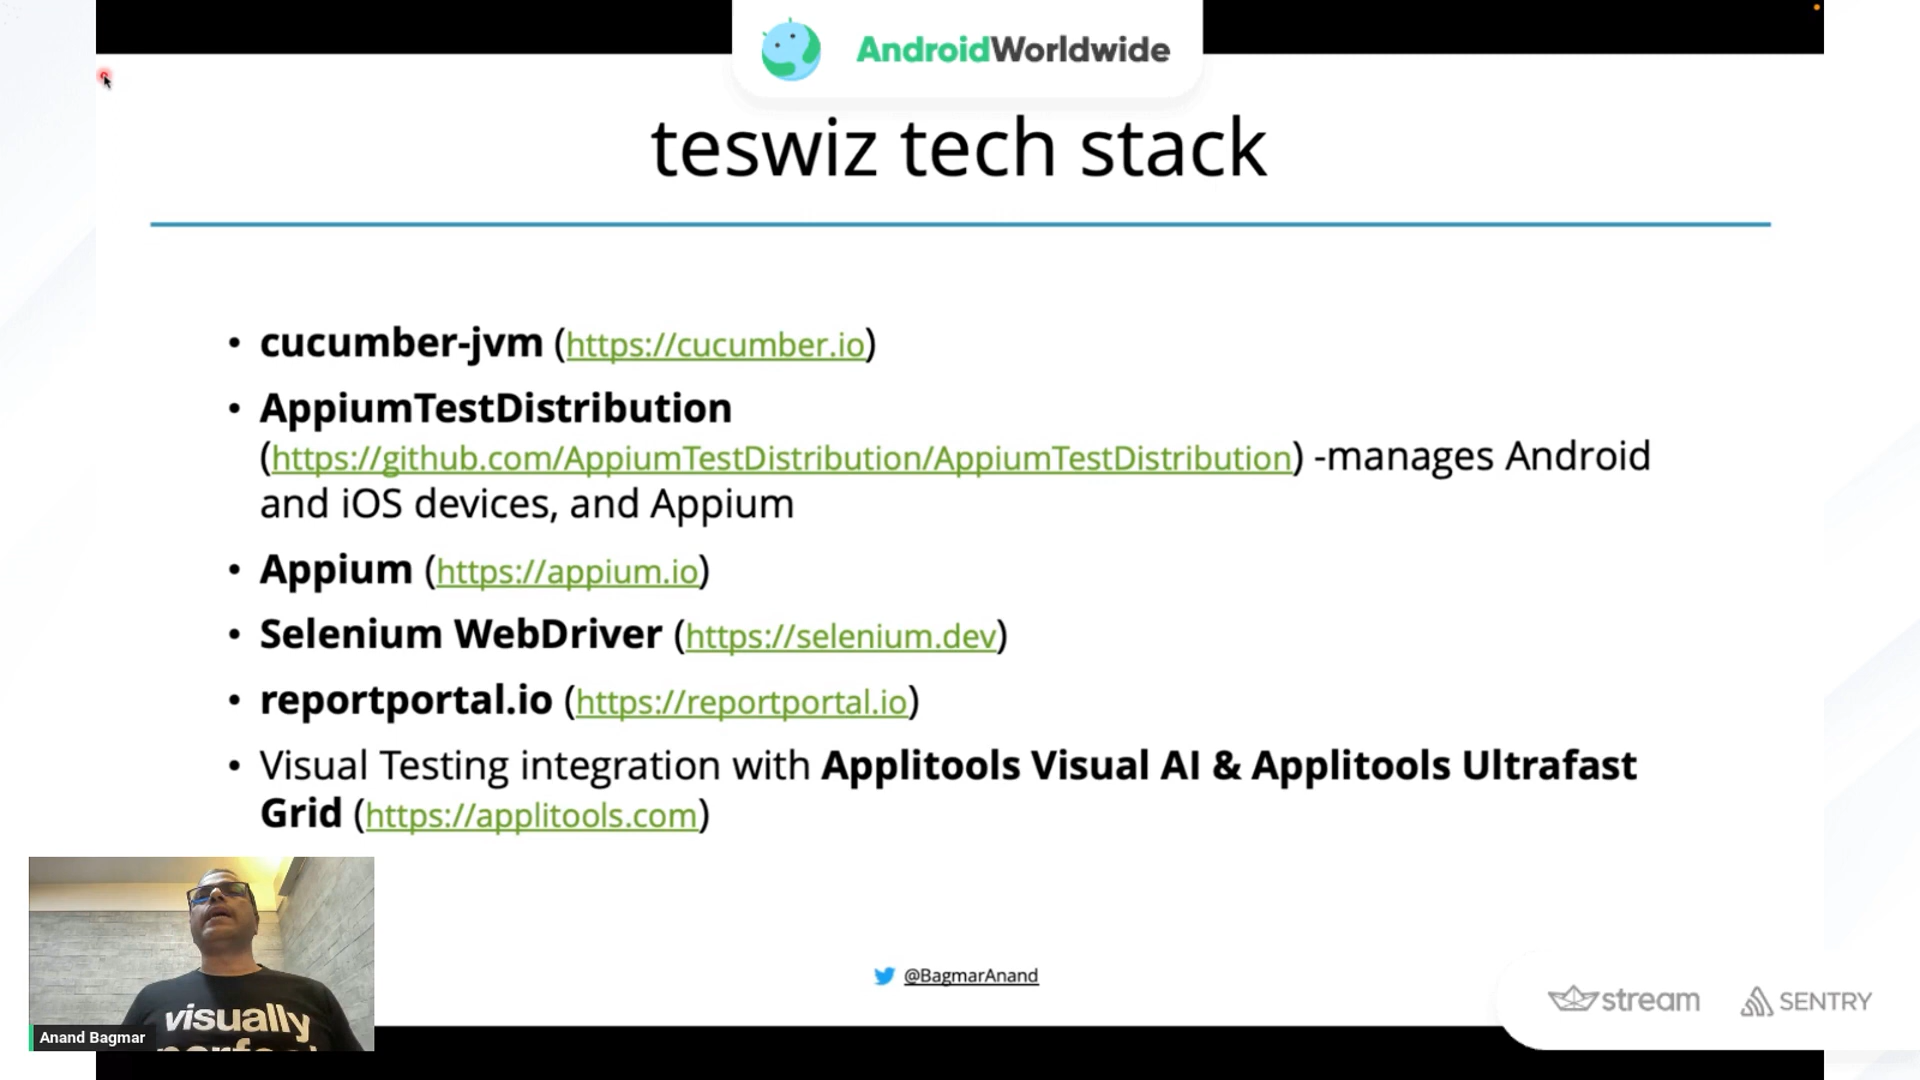 AndroidWorldwide
teswiz tech stack
• cucumber-jvm (https://cucumber.io)
• AppiumTestDistribution
(https://github.com/AppiumTestDistribution/AppiumTestDistribution) -manages Android
and iOS devices, and Appium
• Appium (https://appium.io)
• Selenium WebDriver (https://selenium.dev)
• reportportal.io (https://reportportal.io)
• Visual Testing integration with Applitools Visual AI & Applitools Ultrafast
Grid (https://applitools.com)
@BagmarAnand
visually
Anand Bagmar
stream
SENTRY